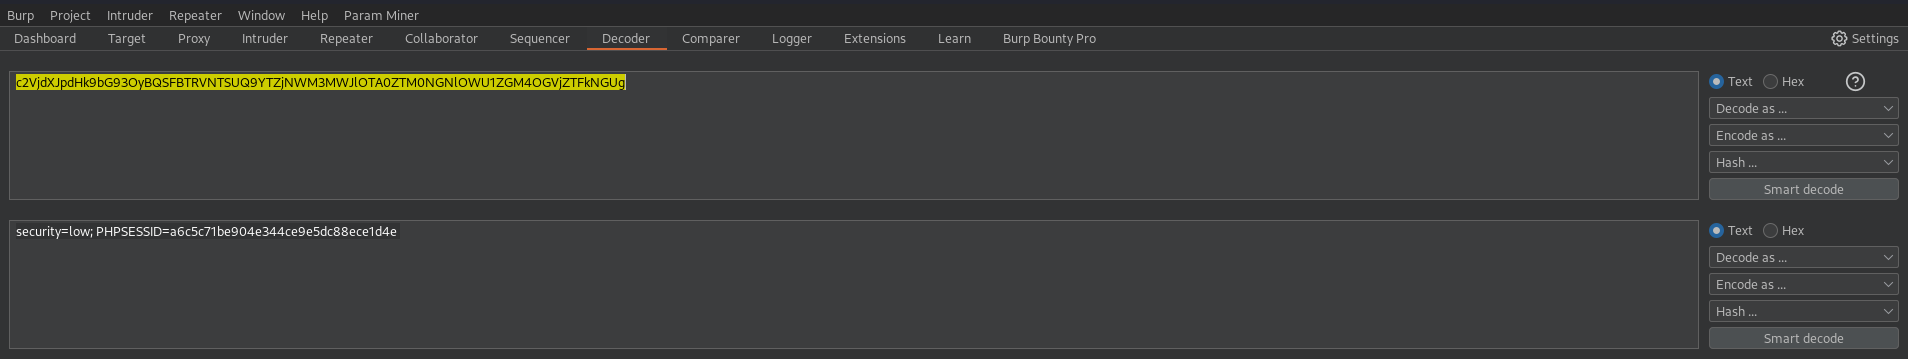 Burp Project Intruder Repeater Window Help Param Miner
Dashboard Target Proxy Intruder Repeater Collaborator Sequencer Decoder Comparer Logger Extensions Learn Burp Bounty Pro Settings
c2VjdXJpdHk9bG93OyBQSFBTRVNTSUQ9YTZjNWM3MWJlOTA0ZTM0NGNlOWU1ZGM4OGVjZTFkNGUg
Text Hex ?
Decode as ...
Encode as ...
Hash ...
Smart decode
security=low; PHPSESSID=a6c5c71be904e344ce9e5dc88ece1d4e
Text Hex
Decode as ...
Encode as ...
Hash ...
Smart decode